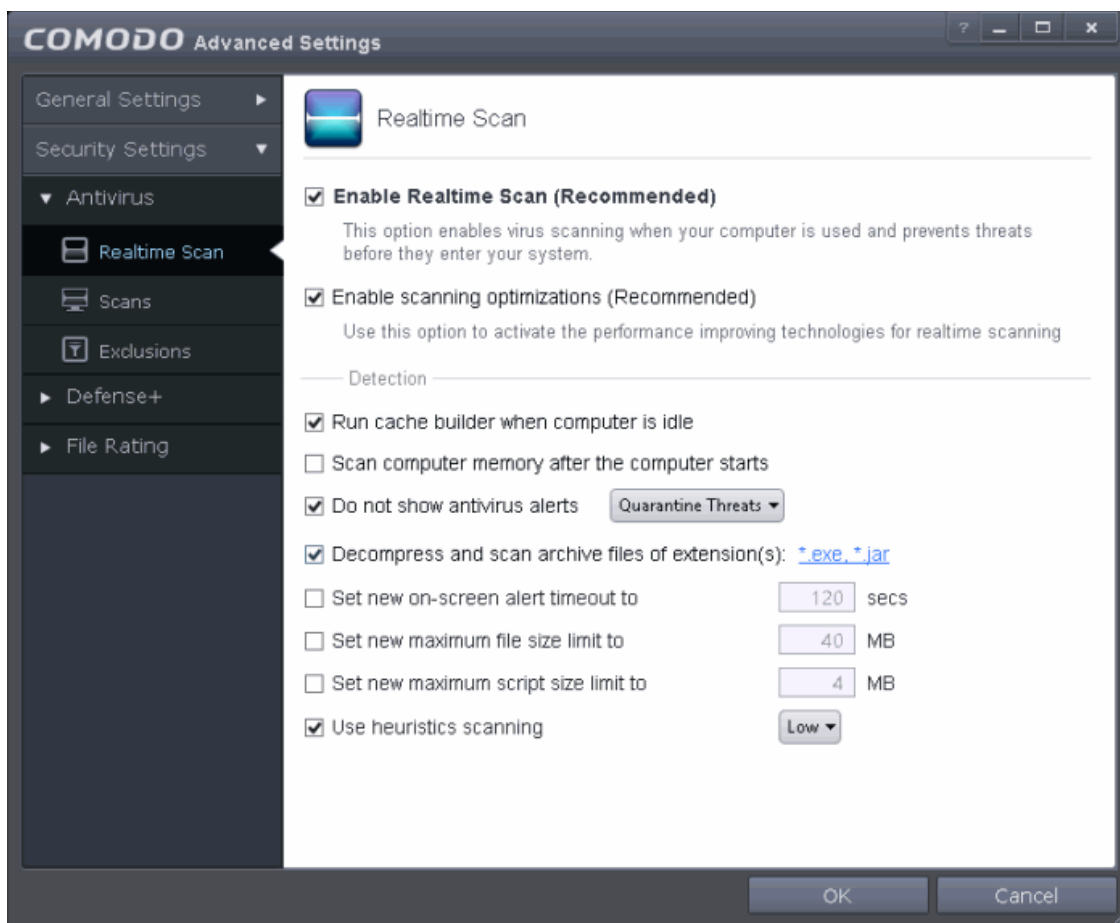 COMODO Advanced Settings
?
General Settings
Security Settings
Antivirus
Realtime Scan
Scans
Exclusions
Defense+
File Rating
Realtime Scan
Enable Realtime Scan (Recommended)
This option enables virus scanning when your computer is used and prevents threats
before they enter your system.
Enable scanning optimizations (Recommended)
Use this option to activate the performance improving technologies for realtime scanning
Detection
Run cache builder when computer is idle
Scan computer memory after the computer starts
Do not show antivirus alerts Quarantine Threats
Decompress and scan archive files of extension(s): *.exe, *.jar
Set new on-screen alert timeout to 120 secs
Set new maximum file size limit to 40 MB
Set new maximum script size limit to 4 MB
Use heuristics scanning Low
OK Cancel